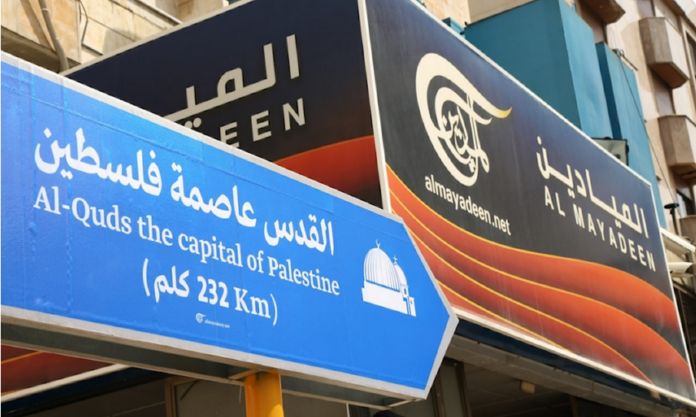 القدس عاصمة فلسطين
Al-Quds the capital of Palestine
(232 كلم Km)
الميادين
almayadeen.net
الميادين
AL MAYADEEN
الميـ
EEN